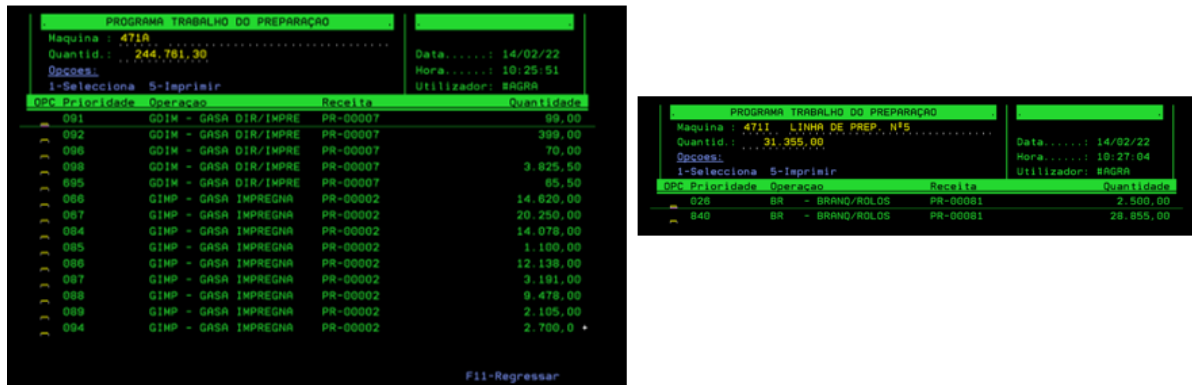 PROGRAMA TRABALHO DO PREPARAÇAO
Maquina : 471A
Quantid.: 244.761,30 Data......: 14/02/22
Opcoes: Hora......: 10:25:51
1-Selecciona 5-Imprimir Utilizador: #AGRA
OPC Prioridade Operaçao Receita Quantidade
091 GDIM - GASA DIR/IMPRE PR-00007 99,00
092 GDIM - GASA DIR/IMPRE PR-00007 399,00
096 GDIM - GASA DIR/IMPRE PR-00007 70,00
098 GDIM - GASA DIR/IMPRE PR-00007 3.825,50
695 GDIM - GASA DIR/IMPRE PR-00007 65,50
066 GIMP - GASA IMPREGNA PR-00002 14.620,00
067 GIMP - GASA IMPREGNA PR-00002 20.250,00
084 GIMP - GASA IMPREGNA PR-00002 14.078,00
085 GIMP - GASA IMPREGNA PR-00002 1.100,00
086 GIMP - GASA IMPREGNA PR-00002 12.138,00
087 GIMP - GASA IMPREGNA PR-00002 3.191,00
088 GIMP - GASA IMPREGNA PR-00002 9.478,00
089 GIMP - GASA IMPREGNA PR-00002 2.105,00
094 GIMP - GASA IMPREGNA PR-00002 2.700,0 +
F11-Regressar
PROGRAMA TRABALHO DO PREPARAÇAO
Maquina : 471I LINHA DE PREP. Nº5
Quantid.: 31.355,00 Data......: 14/02/22
Opcoes: Hora......: 10:27:04
1-Selecciona 5-Imprimir Utilizador: #AGRA
OPC Prioridade Operaçao Receita Quantidade
026 BR - BRANQ/ROLOS PR-00081 2.500,00
840 BR - BRANQ/ROLOS PR-00081 28.855,00